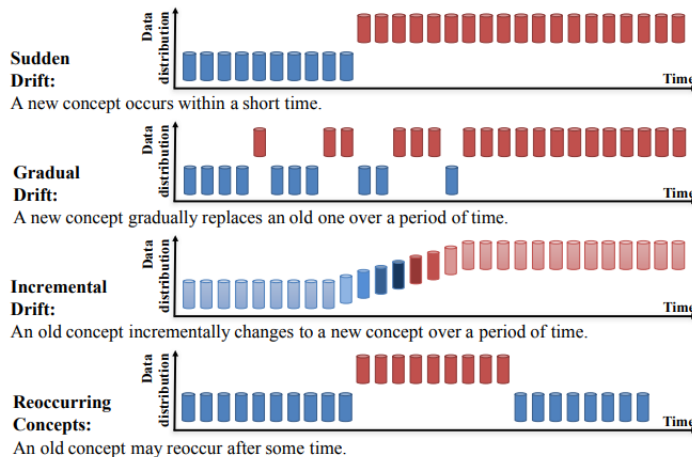 Sudden
Drift:
Data
distribution
Time
A new concept occurs within a short time.
Gradual
Drift:
Data
distribution
Time
A new concept gradually replaces an old one over a period of time.
Incremental
Drift:
Data
distribution
Time
An old concept incrementally changes to a new concept over a period of time.
Reoccurring
Concepts:
Data
distribution
Time
An old concept may reoccur after some time.